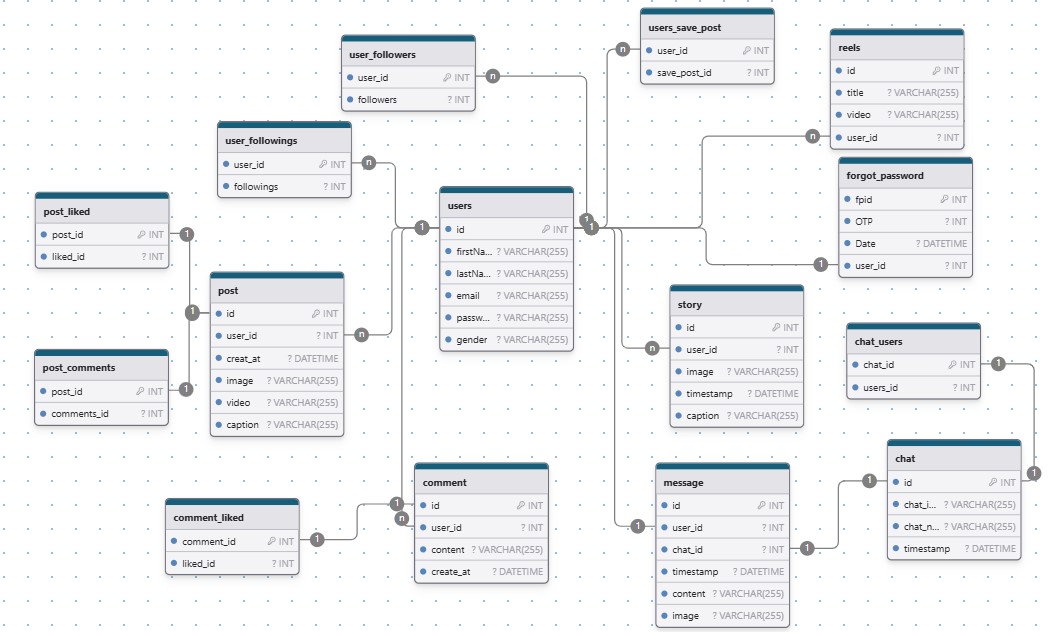 users_save_post
user_id INT
save_post_id ? INT
n
reels
id INT
title ? VARCHAR(255)
video ? VARCHAR(255)
user_id ? INT
n
user_followers
user_id INT
followers ? INT
n
user_followings
user_id INT
followings ? INT
n
forgot_password
fpid INT
OTP ? INT
Date ? DATETIME
user_id ? INT
1
users
id INT
firstNa... ? VARCHAR(255)
lastNa... ? VARCHAR(255)
email ? VARCHAR(255)
passw... ? VARCHAR(255)
gender ? VARCHAR(255)
1
1
1
post_liked
post_id INT
liked_id ? INT
1
post
id INT
user_id ? INT
creat_at ? DATETIME
image ? VARCHAR(255)
video ? VARCHAR(255)
caption ? VARCHAR(255)
1
n
story
id INT
user_id ? INT
image ? VARCHAR(255)
timestamp ? DATETIME
caption ? VARCHAR(255)
n
chat_users
chat_id INT
users_id ? INT
1
post_comments
post_id INT
comments_id ? INT
1
chat
id INT
chat_i... ? VARCHAR(255)
chat_n... ? VARCHAR(255)
timestamp ? DATETIME
1
1
comment
id INT
user_id ? INT
content ? VARCHAR(255)
create_at ? DATETIME
1
n
message
id INT
user_id ? INT
chat_id ? INT
timestamp ? DATETIME
content ? VARCHAR(255)
image ? VARCHAR(255)
1
1
comment_liked
comment_id INT
liked_id ? INT
1